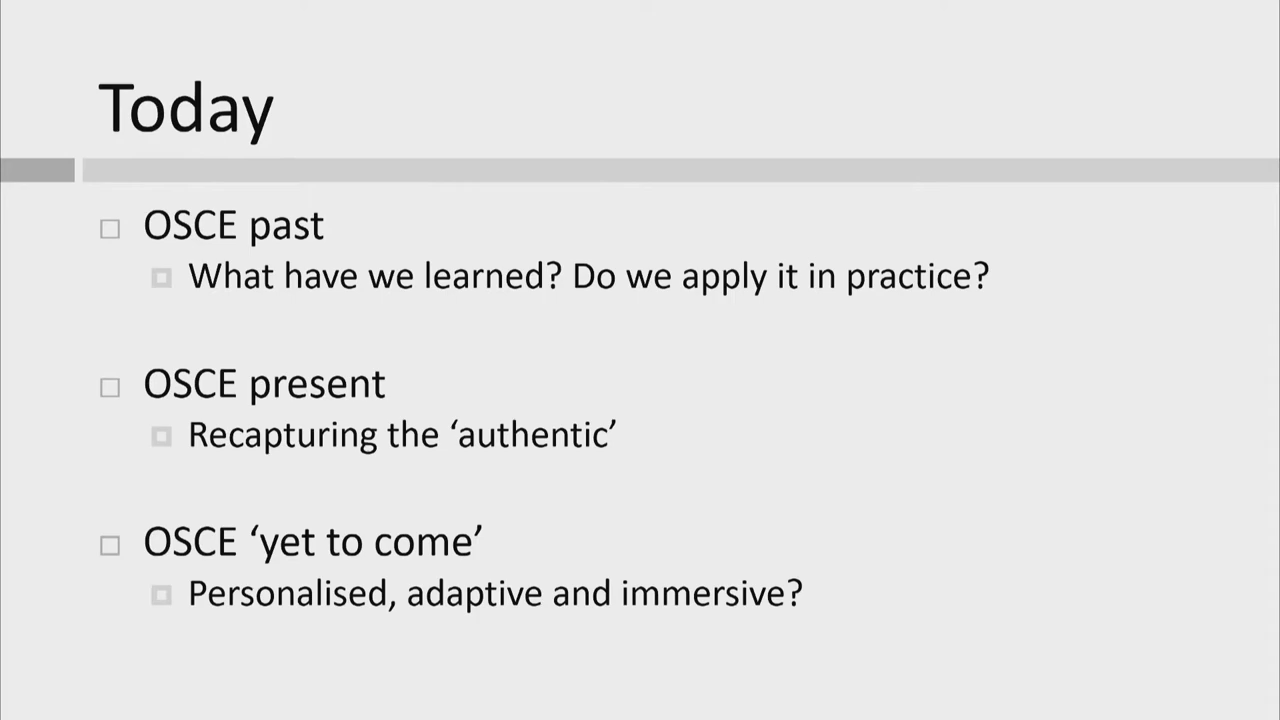 Today
OSCE past
What have we learned? Do we apply it in practice?
OSCE present
Recapturing the ‘authentic’
OSCE ‘yet to come’
Personalised, adaptive and immersive?